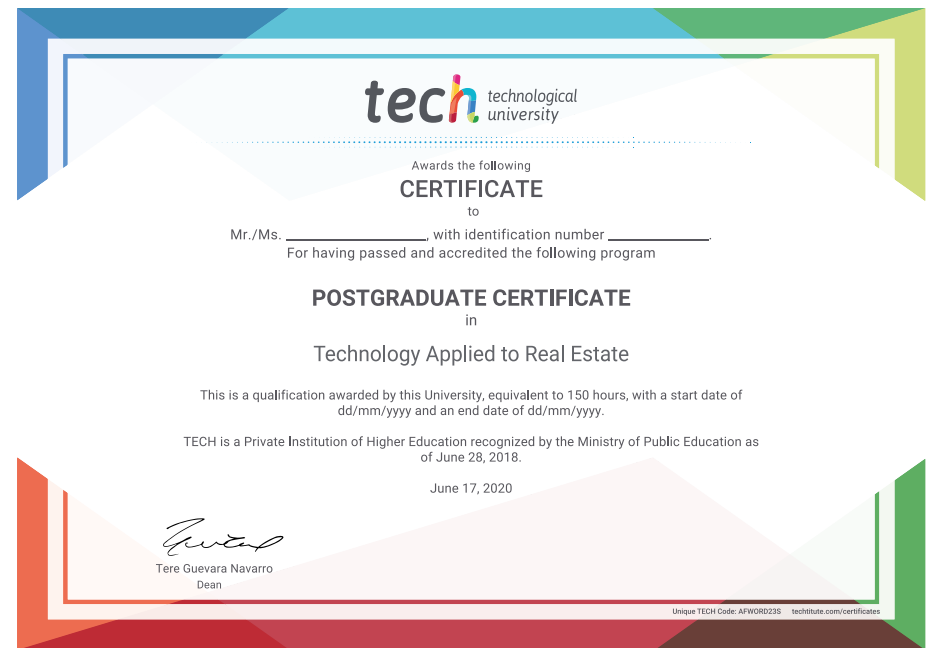 tech technological
university
Awards the following
CERTIFICATE
to
Mr./Ms. ____________________, with identification number ______________.
For having passed and accredited the following program
POSTGRADUATE CERTIFICATE
in
Technology Applied to Real Estate
This is a qualification awarded by this University, equivalent to 150 hours, with a start date of
dd/mm/yyyy and an end date of dd/mm/yyyy.
TECH is a Private Institution of Higher Education recognized by the Ministry of Public Education as
of June 28, 2018.
June 17, 2020
Tere Guevara Navarro
Dean
Unique TECH Code: AFWORD23S techtitute.com/certificates